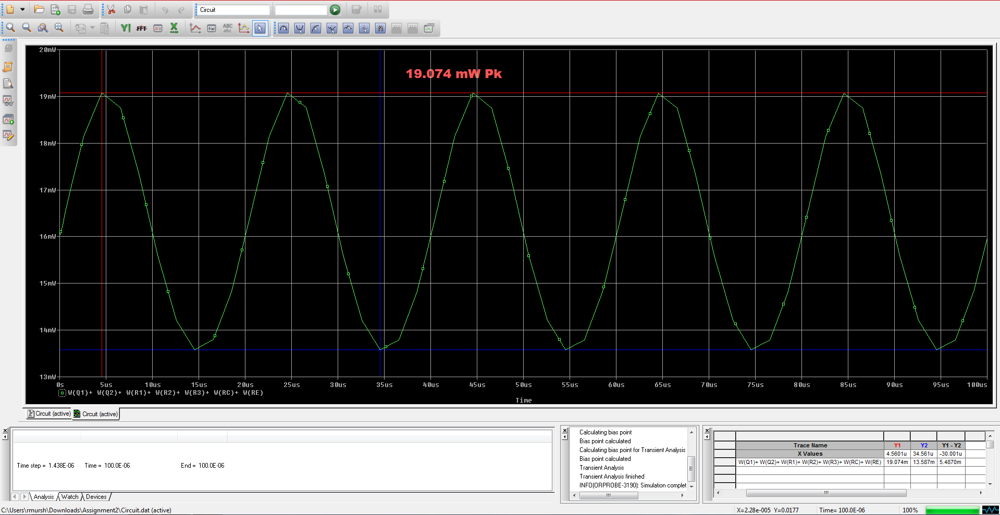 Circuit
Y!
FFT
f(x)
ABC
abc
20mW
19.074 mW Pk
19mW
18mW
17mW
16mW
15mW
14mW
13mW
0s 5us 10us 15us 20us 25us 30us 35us 40us 45us 50us 55us 60us 65us 70us 75us 80us 85us 90us 95us 100us
W(Q1)+ W(Q2)+ W(R1)+ W(R2)+ W(R3)+ W(RC)+ W(RE)
Time
Circuit (active) Circuit (active)
Time step = 1.438E-06 Time = 100.0E-06 End = 100.0E-06
Analysis Watch Devices
Calculating bias point
Bias point calculated
Calculating bias point for Transient Analysis
Bias point calculated
Transient Analysis
Transient Analysis finished
INFO(ORPROBE-3190): Simulation complet
Trace Name Y1 Y2 Y1 - Y2
X Values 4.5601u 34.561u -30.001u
W(Q1)+ W(Q2)+ W(R1)+ W(R2)+ W(R3)+ W(RC)+ W(RE) 19.074m 13.587m 5.4870m
C:\Users\rmursh\Downloads\Assignment2\Circuit.dat (active) X=2.28e-005 Y=0.0177 Time= 100.0E-06 100%